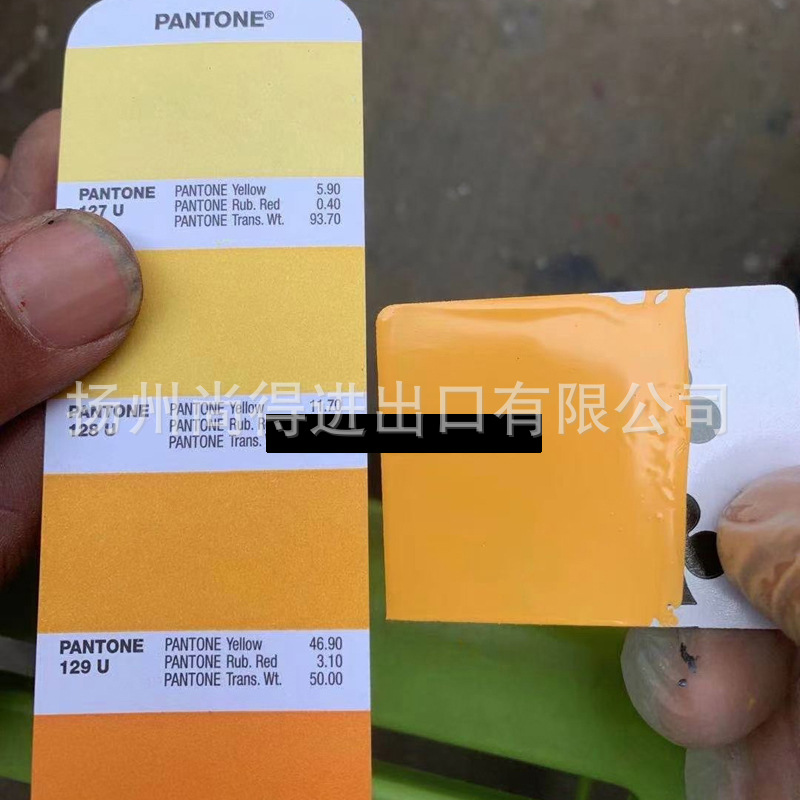 PANTONE®
PANTONE 127 U
PANTONE Yellow 5.90
PANTONE Rub. Red 0.40
PANTONE Trans. Wt. 93.70
扬州尚得进出口有限公司
PANTONE 128 U
PANTONE Yellow 11.70
PANTONE Rub.
PANTONE Trans.
PANTONE 129 U
PANTONE Yellow 46.90
PANTONE Rub. Red 3.10
PANTONE Trans. Wt. 50.00